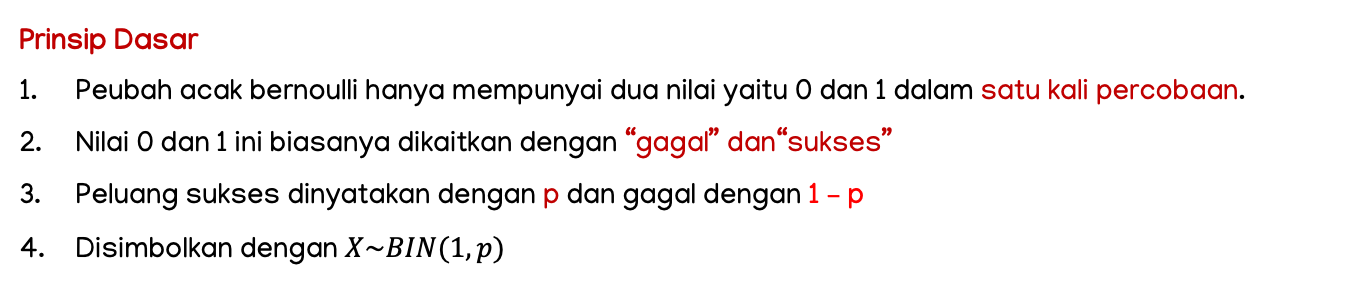 Prinsip Dasar
1. Peubah acak bernoulli hanya mempunyai dua nilai yaitu 0 dan 1 dalam satu kali percobaan.
2. Nilai 0 dan 1 ini biasanya dikaitkan dengan “gagal” dan“sukses”
3. Peluang sukses dinyatakan dengan p dan gagal dengan 1 – p
4. Disimbolkan dengan X~BIN(1,p)